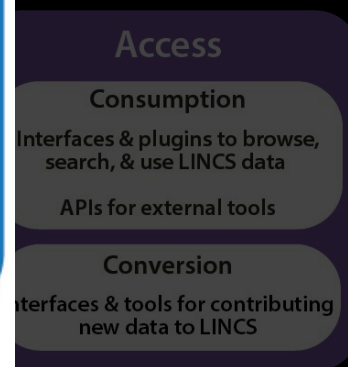 Access
Consumption
Interfaces & plugins to browse,
search, & use LINCS data
APIs for external tools
Conversion
nterfaces & tools for contributing
new data to LINCS